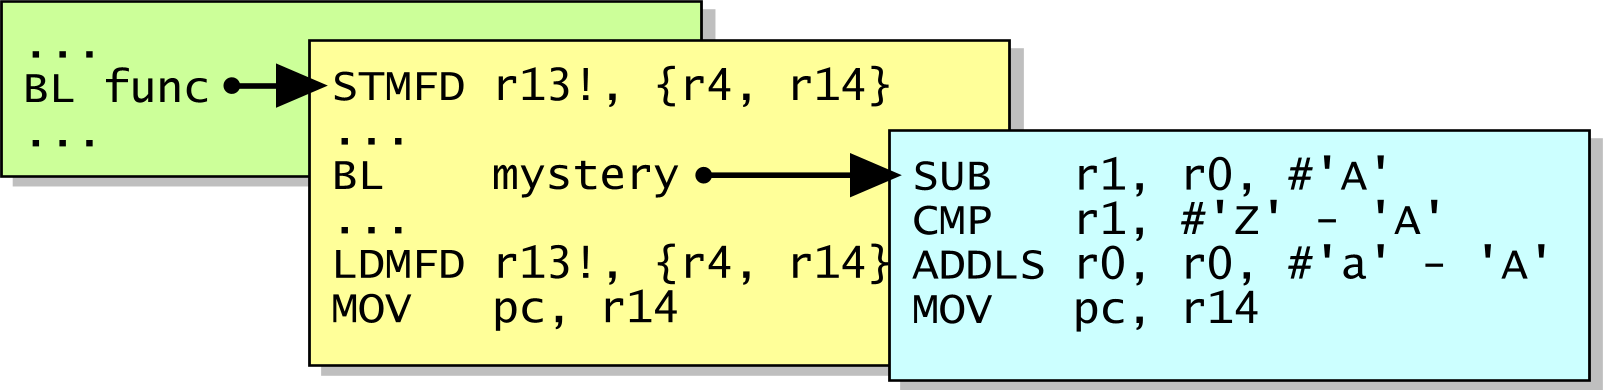 ...
BL func
...
STMFD r13!, {r4, r14}
...
BL mystery
...
LDMFD r13!, {r4, r14}
MOV pc, r14
SUB r1, r0, #'A'
CMP r1, #'Z' - 'A'
ADDLS r0, r0, #'a' - 'A'
MOV pc, r14